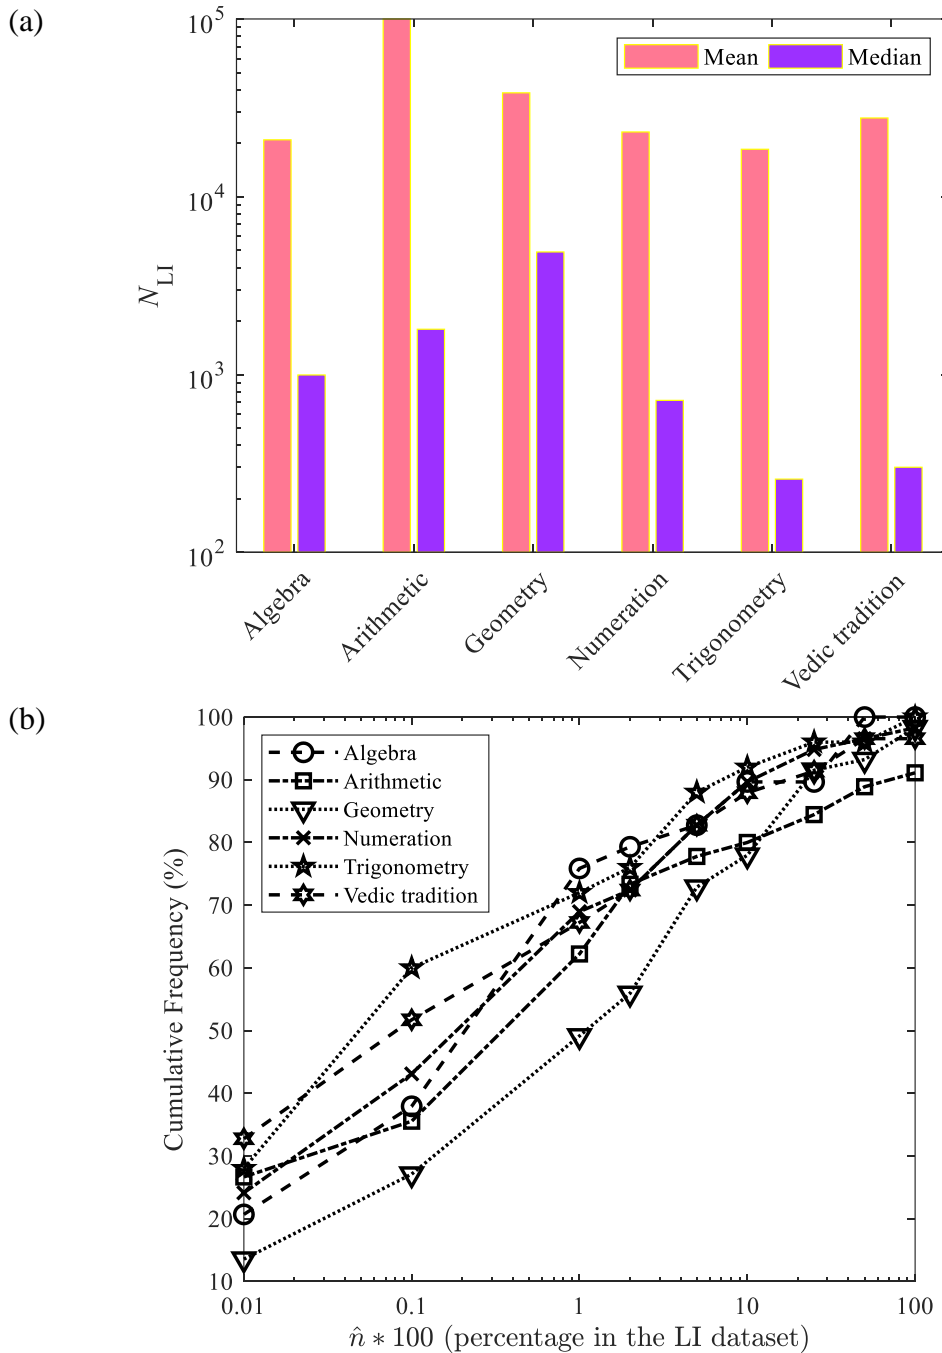 (a)
10^5
Mean
Median
10^4
N_LI
10^3
10^2
Algebra
Arithmetic
Geometry
Numeration
Trigonometry
Vedic tradition
(b)
100
Algebra
90
Arithmetic
Geometry
80
Numeration
Trigonometry
70
Vedic tradition
60
50
40
30
20
10
Cumulative Frequency (%)
0.01 0.1 1 10 100
n̂ ∗ 100 (percentage in the LI dataset)